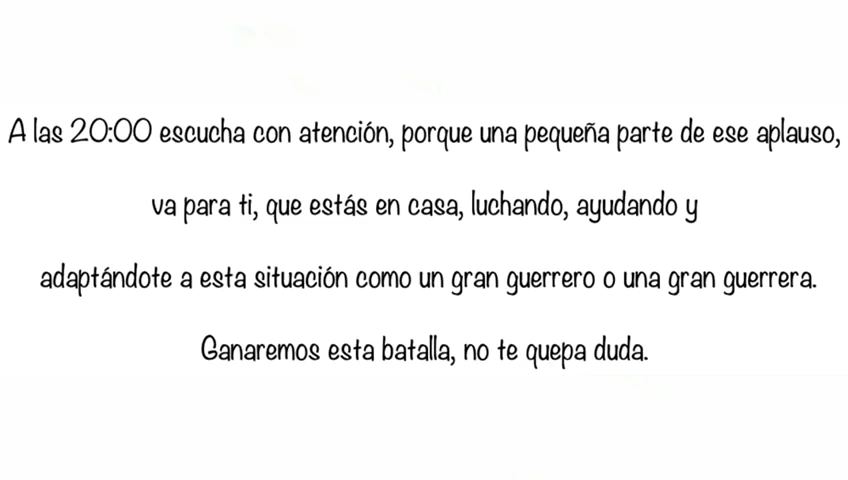 A las 20:00 escucha con atención, porque una pequeña parte de ese aplauso,
va para ti, que estás en casa, luchando, ayudando y
adaptándote a esta situación como un gran guerrero o una gran guerrera.
Ganaremos esta batalla, no te quepa duda.